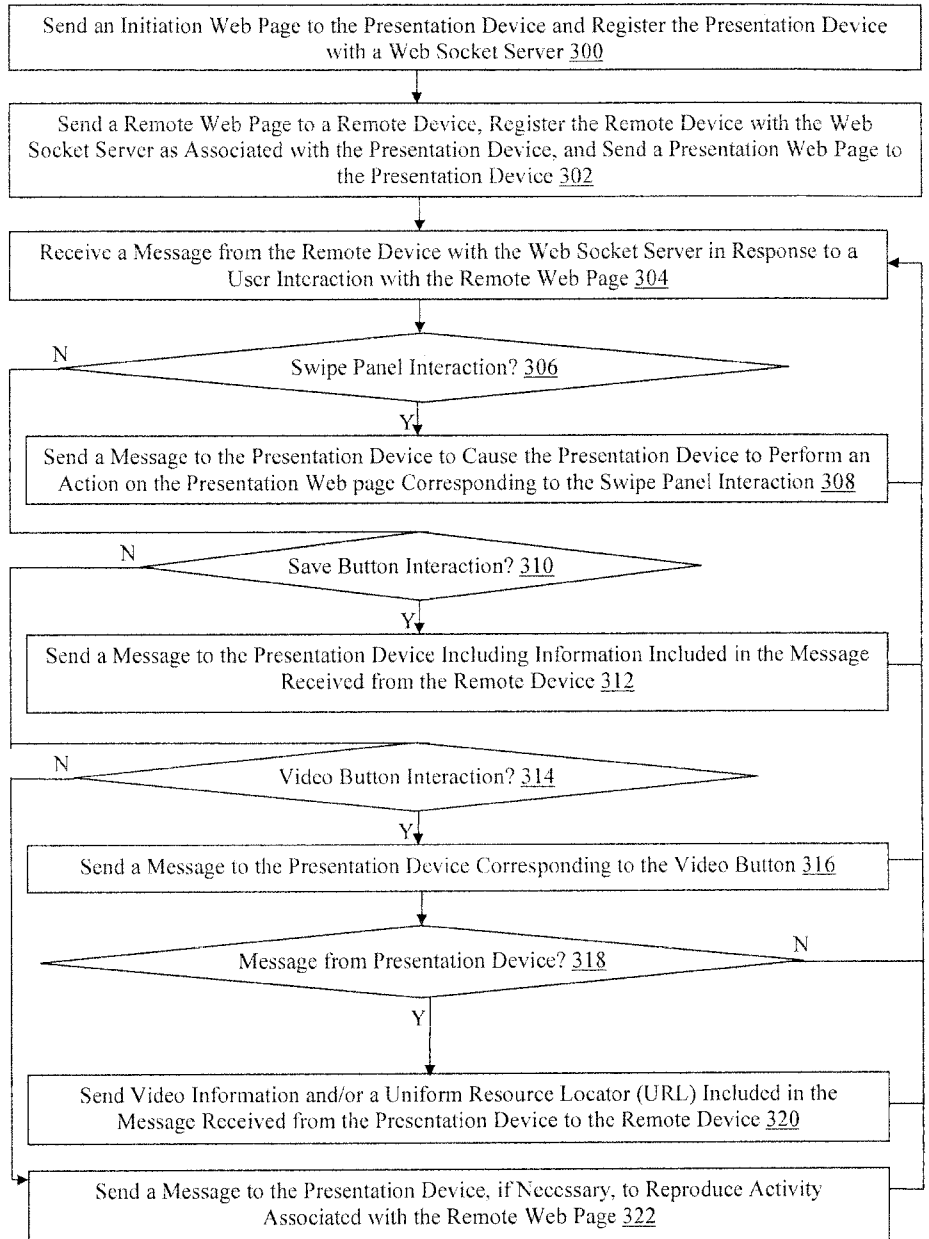 Send an Initiation Web Page to the Presentation Device and Register the Presentation Device
with a Web Socket Server 300
Send a Remote Web Page to a Remote Device, Register the Remote Device with the Web
Socket Server as Associated with the Presentation Device, and Send a Presentation Web Page to
the Presentation Device 302
Receive a Message from the Remote Device with the Web Socket Server in Response to a
User Interaction with the Remote Web Page 304
N
Swipe Panel Interaction? 306
Y
Send a Message to the Presentation Device to Cause the Presentation Device to Perform an
Action on the Presentation Web page Corresponding to the Swipe Panel Interaction 308
N
Save Button Interaction? 310
Y
Send a Message to the Presentation Device Including Information Included in the Message
Received from the Remote Device 312
N
Video Button Interaction? 314
Y
Send a Message to the Presentation Device Corresponding to the Video Button 316
N
Message from Presentation Device? 318
Y
Send Video Information and/or a Uniform Resource Locator (URL) Included in the
Message Received from the Presentation Device to the Remote Device 320
Send a Message to the Presentation Device, if Necessary, to Reproduce Activity
Associated with the Remote Web Page 322